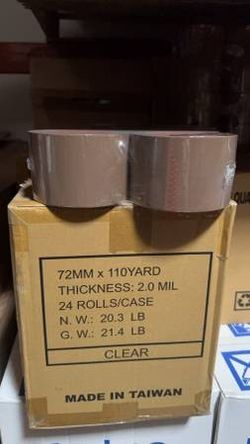 72MM x 110YARD
THICKNESS: 2.0 MIL
24 ROLLS/CASE
N. W.: 20.3 LB
G. W.: 21.4 LB
CLEAR
MADE IN TAIWAN